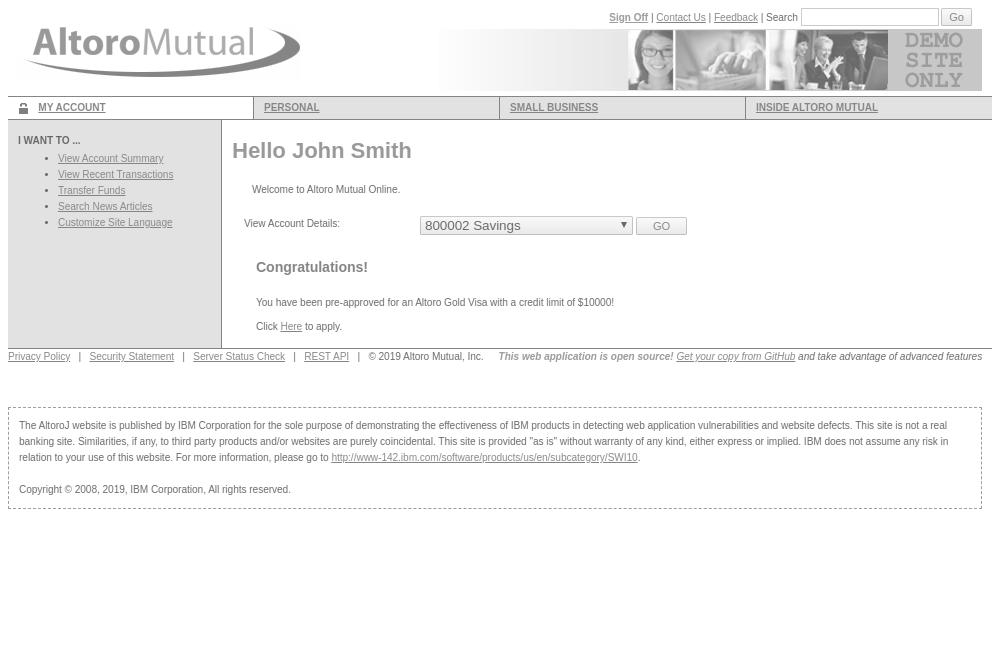 Sign Off | Contact Us | Feedback | Search Go
AltoroMutual
DEMO
SITE
ONLY
MY ACCOUNT PERSONAL SMALL BUSINESS INSIDE ALTORO MUTUAL
I WANT TO ...
• View Account Summary
• View Recent Transactions
• Transfer Funds
• Search News Articles
• Customize Site Language
Hello John Smith
Welcome to Altoro Mutual Online.
View Account Details: 800002 Savings GO
Congratulations!
You have been pre-approved for an Altoro Gold Visa with a credit limit of $10000!
Click Here to apply.
Privacy Policy | Security Statement | Server Status Check | REST API | © 2019 Altoro Mutual, Inc. This web application is open source! Get your copy from GitHub and take advantage of advanced features
The AltoroJ website is published by IBM Corporation for the sole purpose of demonstrating the effectiveness of IBM products in detecting web application vulnerabilities and website defects. This site is not a real
banking site. Similarities, if any, to third party products and/or websites are purely coincidental. This site is provided "as is" without warranty of any kind, either express or implied. IBM does not assume any risk in
relation to your use of this website. For more information, please go to http://www-142.ibm.com/software/products/us/en/subcategory/SWI10.
Copyright © 2008, 2019, IBM Corporation, All rights reserved.